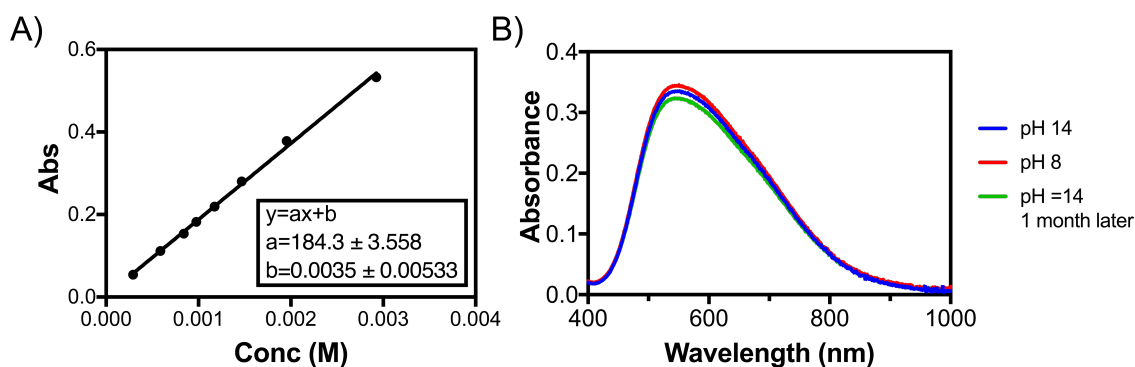 A)
Abs
0.6
0.4
0.2
0.0
0.000
0.001
0.002
0.003
0.004
Conc (M)
y=ax+b
a=184.3 ± 3.558
b=0.0035 ± 0.00533
B)
Absorbance
0.4
0.3
0.2
0.1
0.0
400
600
800
1000
Wavelength (nm)
pH 14
pH 8
pH =14
1 month later